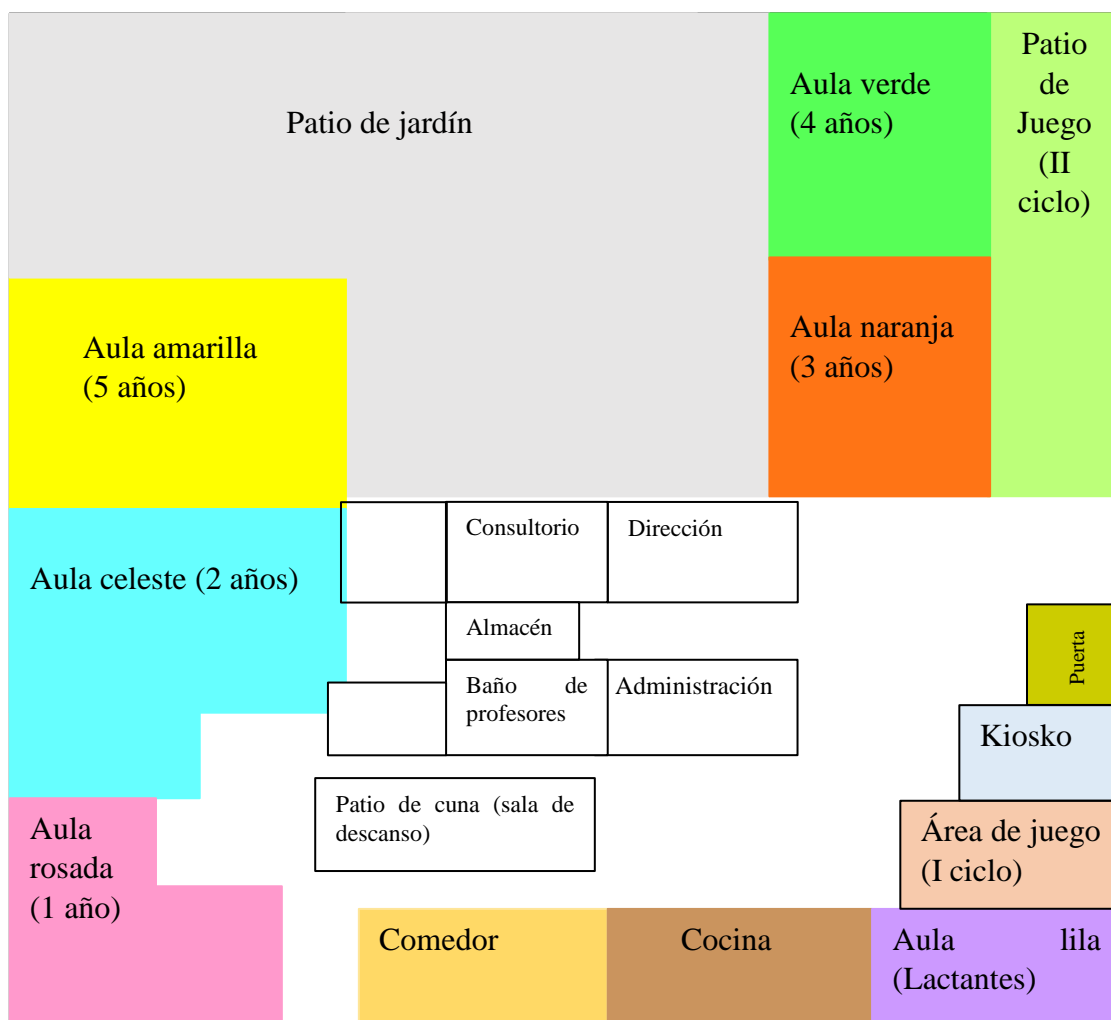 Patio de jardín
Aula verde
(4 años)
Patio
de
Juego
(II
ciclo)
Aula amarilla
(5 años)
Aula naranja
(3 años)
Aula celeste (2 años)
Consultorio
Dirección
Almacén
Baño de
profesores
Administración
Puerta
Kiosko
Patio de cuna (sala de
descanso)
Aula
rosada
(1 año)
Área de juego
(I ciclo)
Comedor
Cocina
Aula lila
(Lactantes)